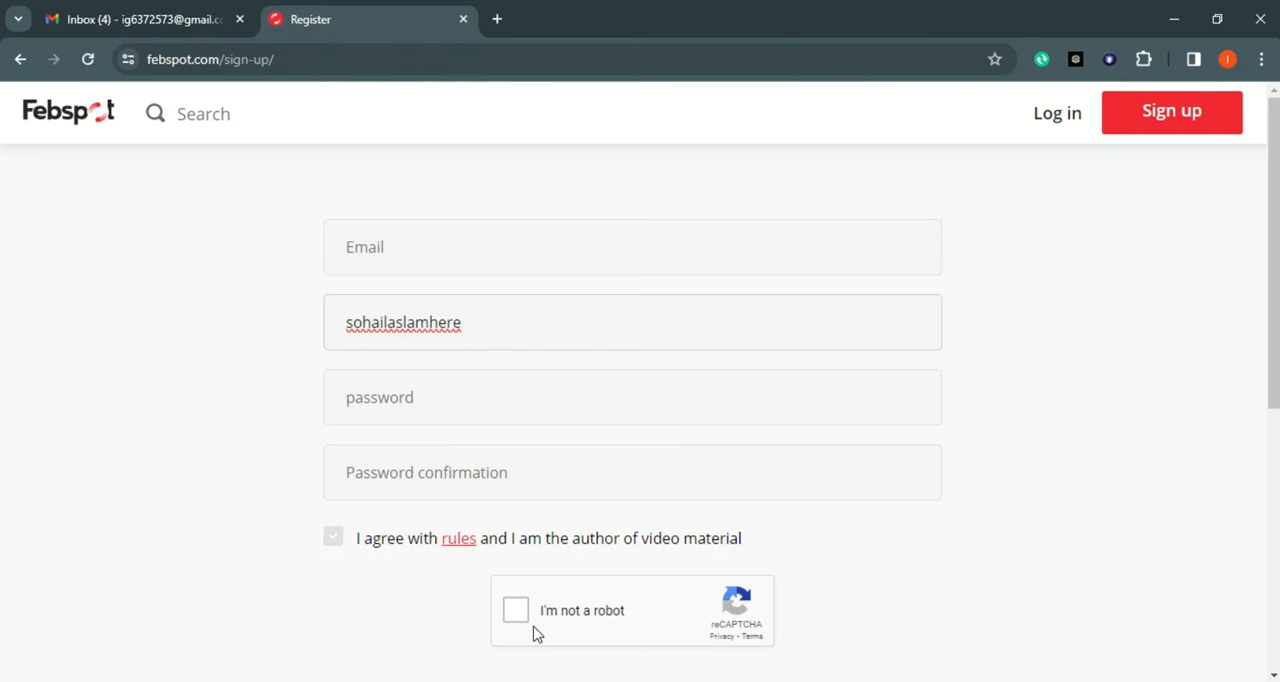 Inbox (4) - ig6372573@gmail.c
Register
febspot.com/sign-up/
Febspot
Search
Log in
Sign up
Email
sohailaslamhere
password
Password confirmation
I agree with rules and I am the author of video material
I'm not a robot
reCAPTCHA
Privacy - Terms
I